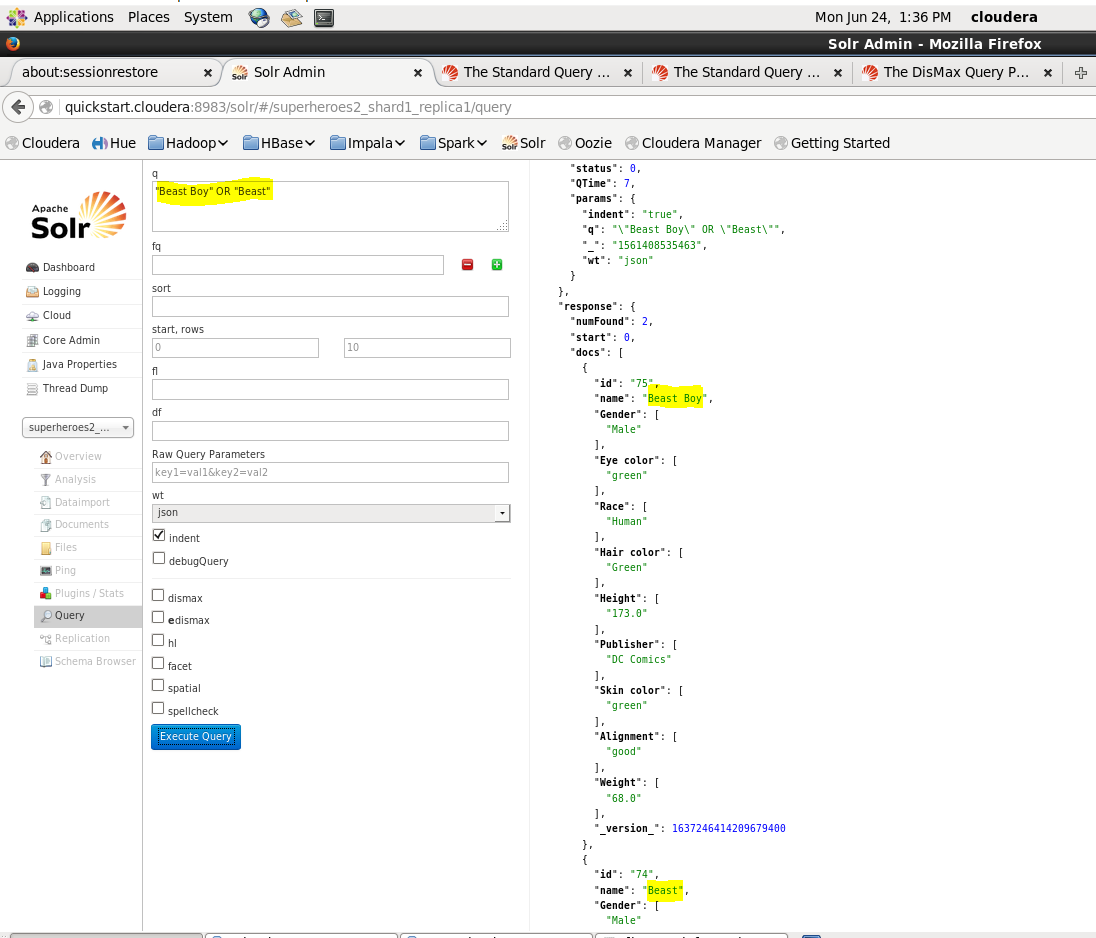 Applications Places System Mon Jun 24, 1:36 PM cloudera
Solr Admin - Mozilla Firefox
about:sessionrestore × Solr Admin × The Standard Query ... × The Standard Query ... × The DisMax Query P... ×
quickstart.cloudera:8983/solr/#/superheroes2_shard1_replica1/query
Cloudera Hue Hadoop HBase Impala Spark Solr Oozie Cloudera Manager Getting Started
Apache
Solr
Dashboard
Logging
Cloud
Core Admin
Java Properties
Thread Dump
superheroes2_...
Overview
Analysis
Dataimport
Documents
Files
Ping
Plugins / Stats
Query
Replication
Schema Browser
q
"Beast Boy" OR "Beast"
fq
sort
start, rows
0 10
fl
df
Raw Query Parameters
key1=val1&key2=val2
wt
json
indent
debugQuery
dismax
edismax
hl
facet
spatial
spellcheck
Execute Query
"status": 0,
"QTime": 7,
"params": {
"indent": "true",
"q": "\"Beast Boy\" OR \"Beast\"",
"_": "1561408535463",
"wt": "json"
}
},
"response": {
"numFound": 2,
"start": 0,
"docs": [
{
"id": "75",
"name": "Beast Boy",
"Gender": [
"Male"
],
"Eye color": [
"green"
],
"Race": [
"Human"
],
"Hair color": [
"Green"
],
"Height": [
"173.0"
],
"Publisher": [
"DC Comics"
],
"Skin color": [
"green"
],
"Alignment": [
"good"
],
"Weight": [
"68.0"
],
"_version_": 1637246414209679400
},
{
"id": "74",
"name": "Beast",
"Gender": [
"Male"